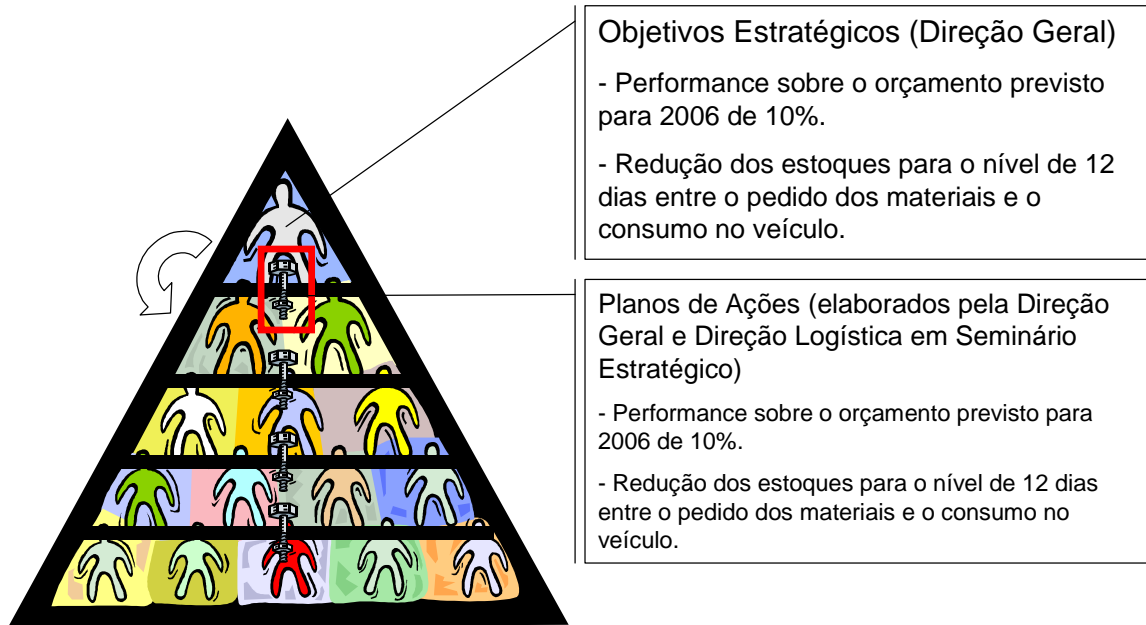 Objetivos Estratégicos (Direção Geral)
- Performance sobre o orçamento previsto
para 2006 de 10%.
- Redução dos estoques para o nível de 12
dias entre o pedido dos materiais e o
consumo no veículo.
Planos de Ações (elaborados pela Direção
Geral e Direção Logística em Seminário
Estratégico)
- Performance sobre o orçamento previsto para
2006 de 10%.
- Redução dos estoques para o nível de 12 dias
entre o pedido dos materiais e o consumo no
veículo.